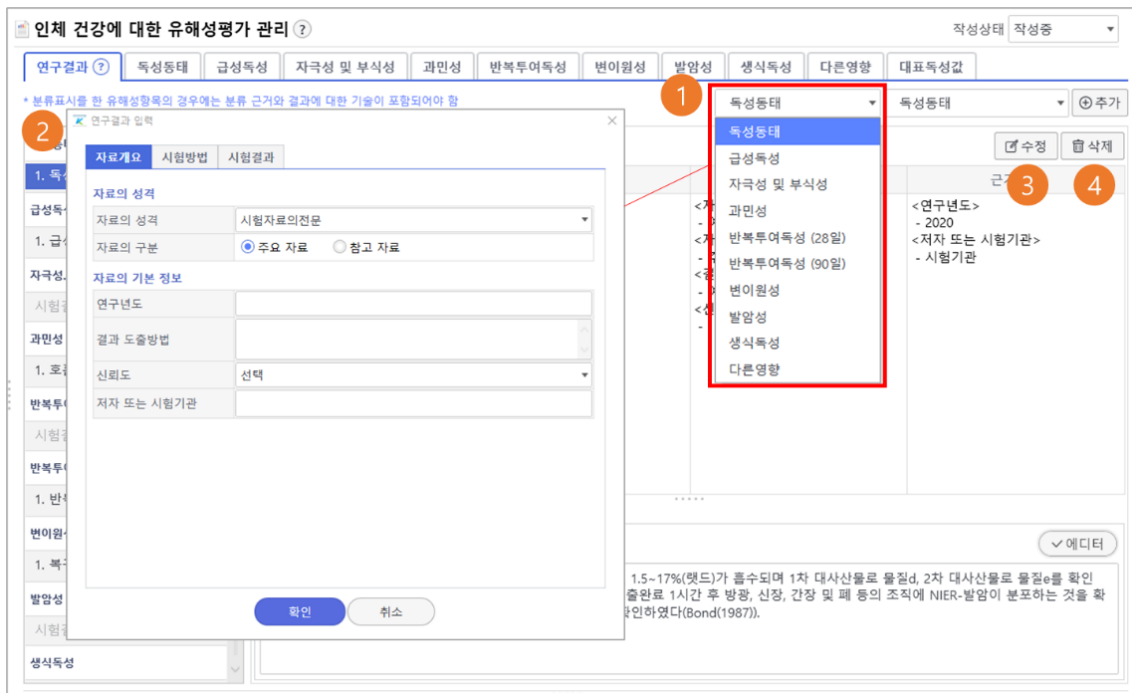 인체 건강에 대한 유해성평가 관리 ?
작성상태 작성중
연구결과 ? 독성동태 급성독성 자극성 및 부식성 과민성 반복투여독성 변이원성 발암성 생식독성 다른영향 대표독성값
* 분류표시를 한 유해성항목의 경우에는 분류 근거와 결과에 대한 기술이 포함되어야 함
1
독성동태 독성동태 추가
2
연구결과 입력
수정 삭제
3
4
자료개요 시험방법 시험결과
1. 독
급성독
1. 급
자극성.
시험
과민성
1. 호
반복투
시험
반복투여
1. 반
변이원
1. 복
발암성
시험
생식독성
자료의 성격
자료의 성격 시험자료의전문
자료의 구분 주요 자료 참고 자료
자료의 기본 정보
연구년도
결과 도출방법
신뢰도 선택
저자 또는 시험기관
확인 취소
독성동태
급성독성
자극성 및 부식성
과민성
반복투여독성 (28일)
반복투여독성 (90일)
변이원성
발암성
생식독성
다른영향
<연구년도>
- 2020
<저자 또는 시험기관>
- 시험기관
에디터
1.5~17%(랫드)가 흡수되며 1차 대사산물로 물질d, 2차 대사산물로 물질e를 확인
출완료 1시간 후 방광, 신장, 간장 및 폐 등의 조직에 NIER-발암이 분포하는 것을 확
인하였다(Bond(1987)).